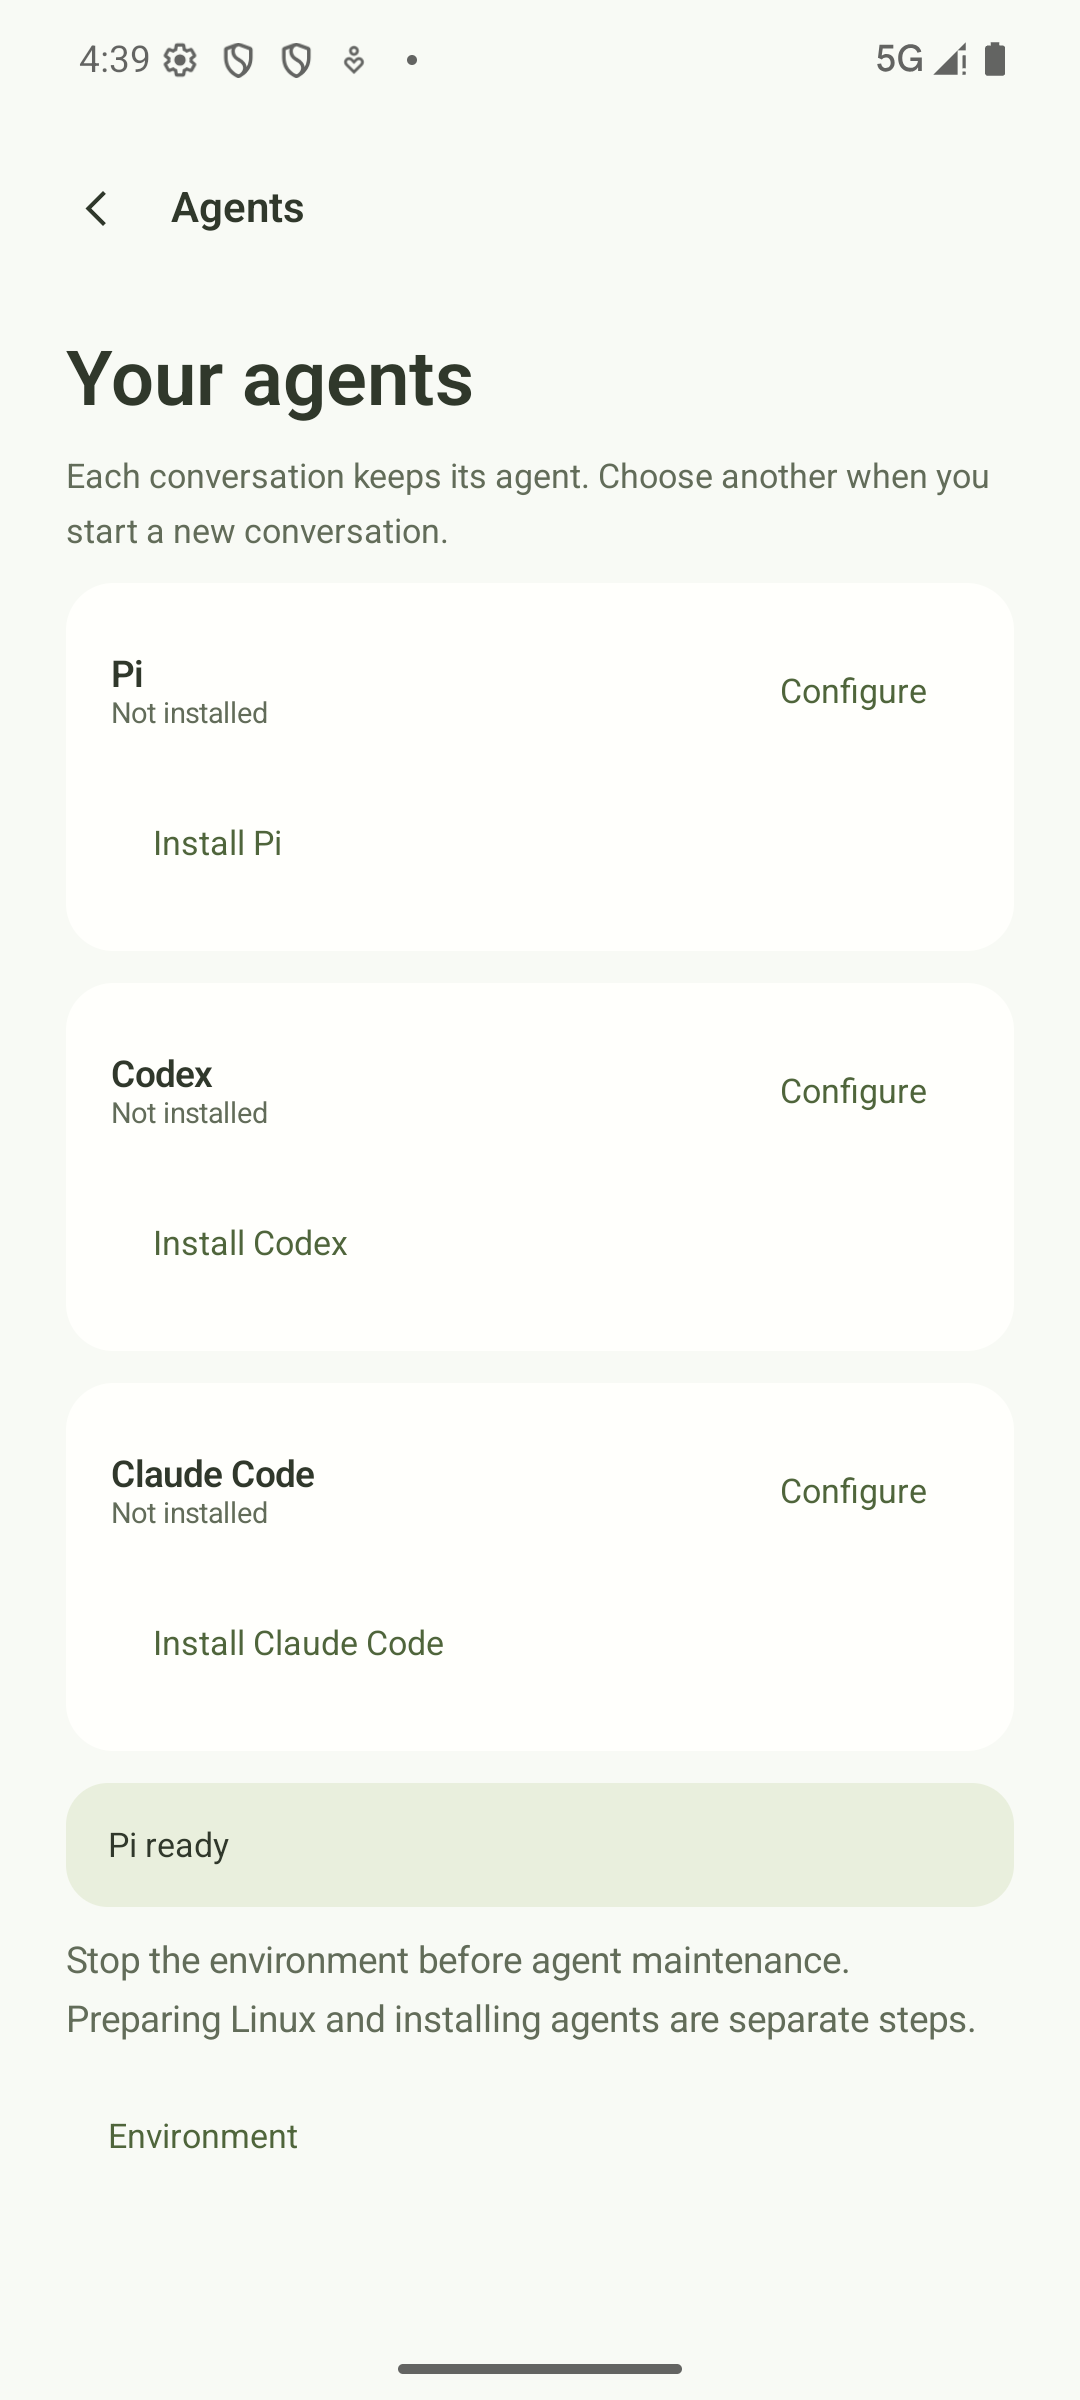 4:39
5G
Agents
Your agents
Each conversation keeps its agent. Choose another when you
start a new conversation.
Pi
Not installed
Configure
Install Pi
Codex
Not installed
Configure
Install Codex
Claude Code
Not installed
Configure
Install Claude Code
Pi ready
Stop the environment before agent maintenance.
Preparing Linux and installing agents are separate steps.
Environment